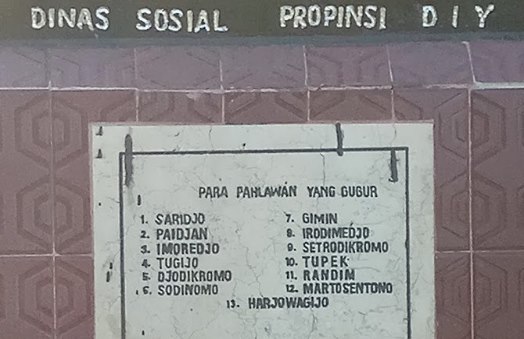 DINAS SOSIAL PROPINSI D I Y
PARA PAHLAWAN YANG GUGUR
1. SARIDJO 7. GIMIN
2. PAIDJAN 8. IRODIMEDJO
3. IMOREDJO 9. SETRODIKROMO
4. TUGIJO 10. TUPEK
5. DJODIKROMO 11. RANDIM
6. SODINOMO 12. MARTOSENTONO
13. HARJOWAGIJO